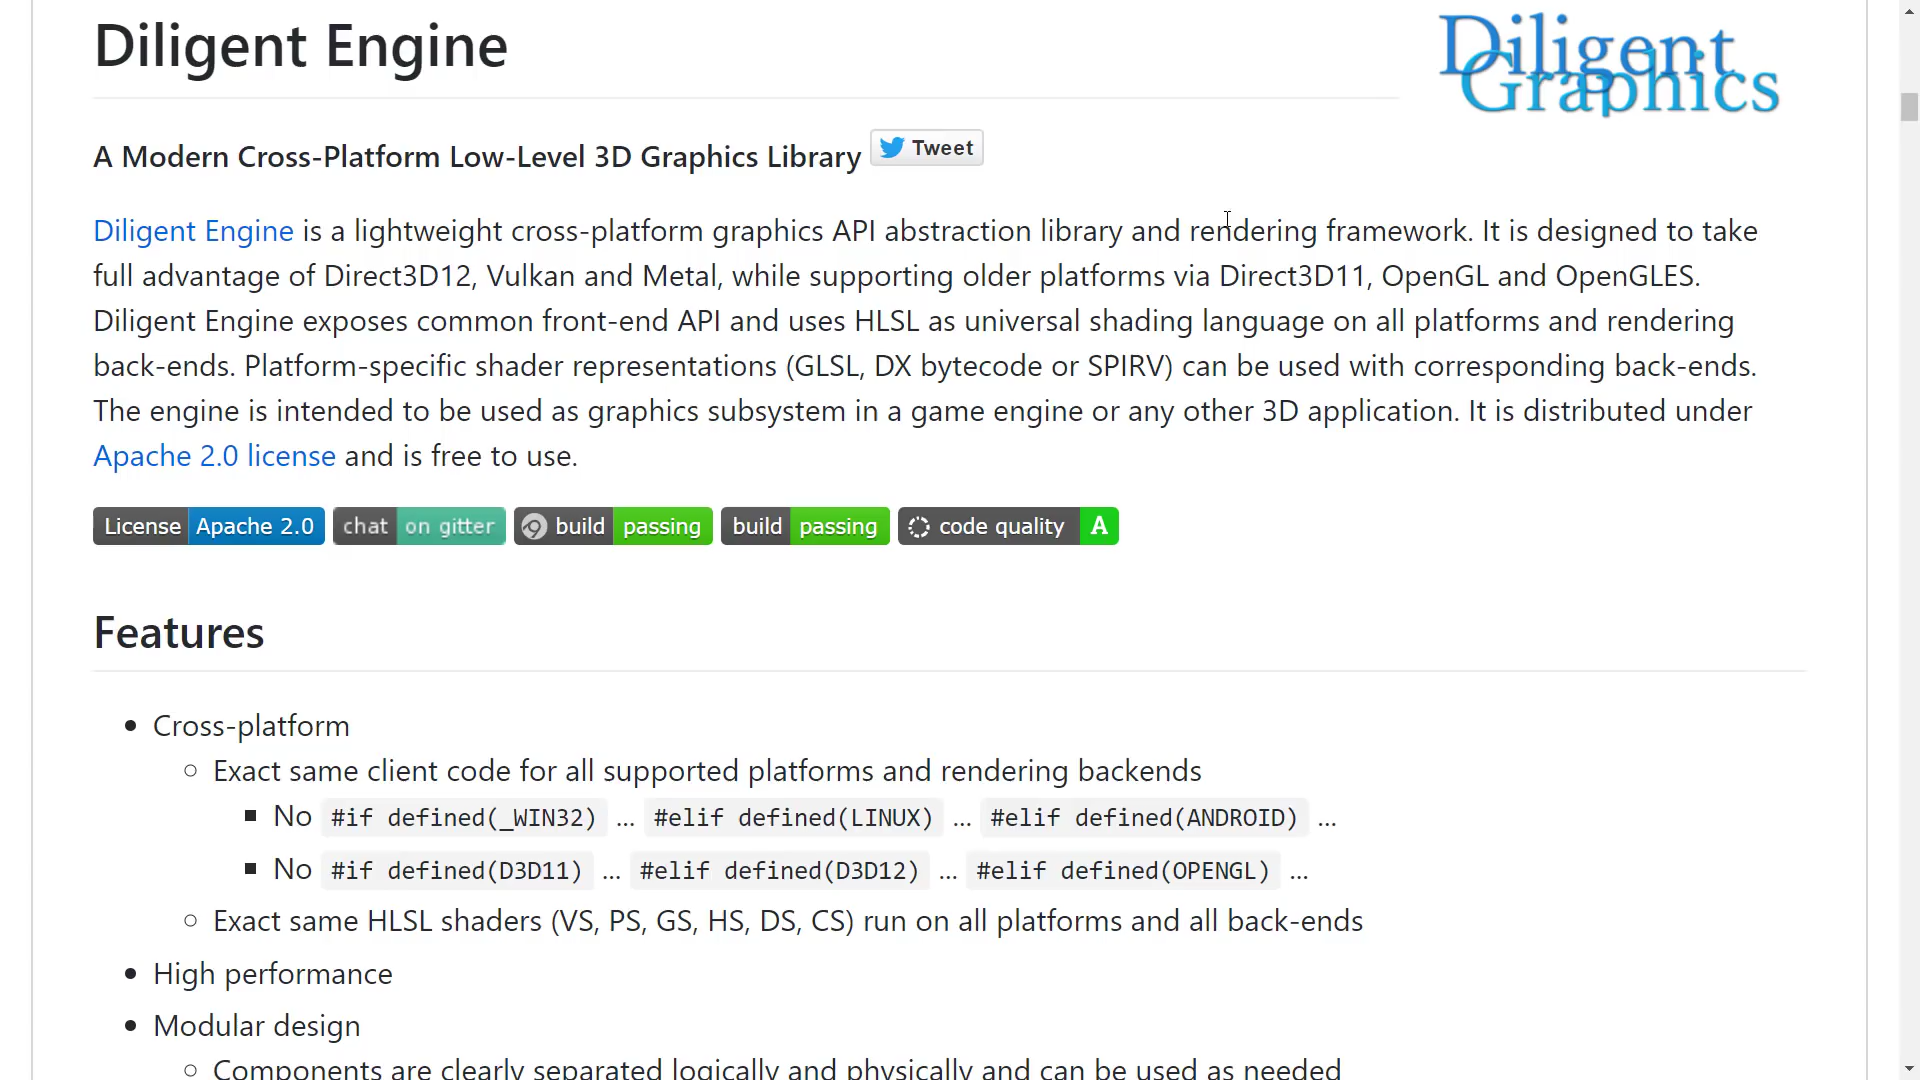 Diligent Engine
Diligent
Graphics
A Modern Cross-Platform Low-Level 3D Graphics Library Tweet
Diligent Engine is a lightweight cross-platform graphics API abstraction library and rendering framework. It is designed to take
full advantage of Direct3D12, Vulkan and Metal, while supporting older platforms via Direct3D11, OpenGL and OpenGLES.
Diligent Engine exposes common front-end API and uses HLSL as universal shading language on all platforms and rendering
back-ends. Platform-specific shader representations (GLSL, DX bytecode or SPIRV) can be used with corresponding back-ends.
The engine is intended to be used as graphics subsystem in a game engine or any other 3D application. It is distributed under
Apache 2.0 license and is free to use.
License Apache 2.0 chat on gitter build passing build passing code quality A
Features
• Cross-platform
○ Exact same client code for all supported platforms and rendering backends
▪ No #if defined(_WIN32) ... #elif defined(LINUX) ... #elif defined(ANDROID) ...
▪ No #if defined(D3D11) ... #elif defined(D3D12) ... #elif defined(OPENGL) ...
○ Exact same HLSL shaders (VS, PS, GS, HS, DS, CS) run on all platforms and all back-ends
• High performance
• Modular design
○ Components are clearly separated logically and physically and can be used as needed